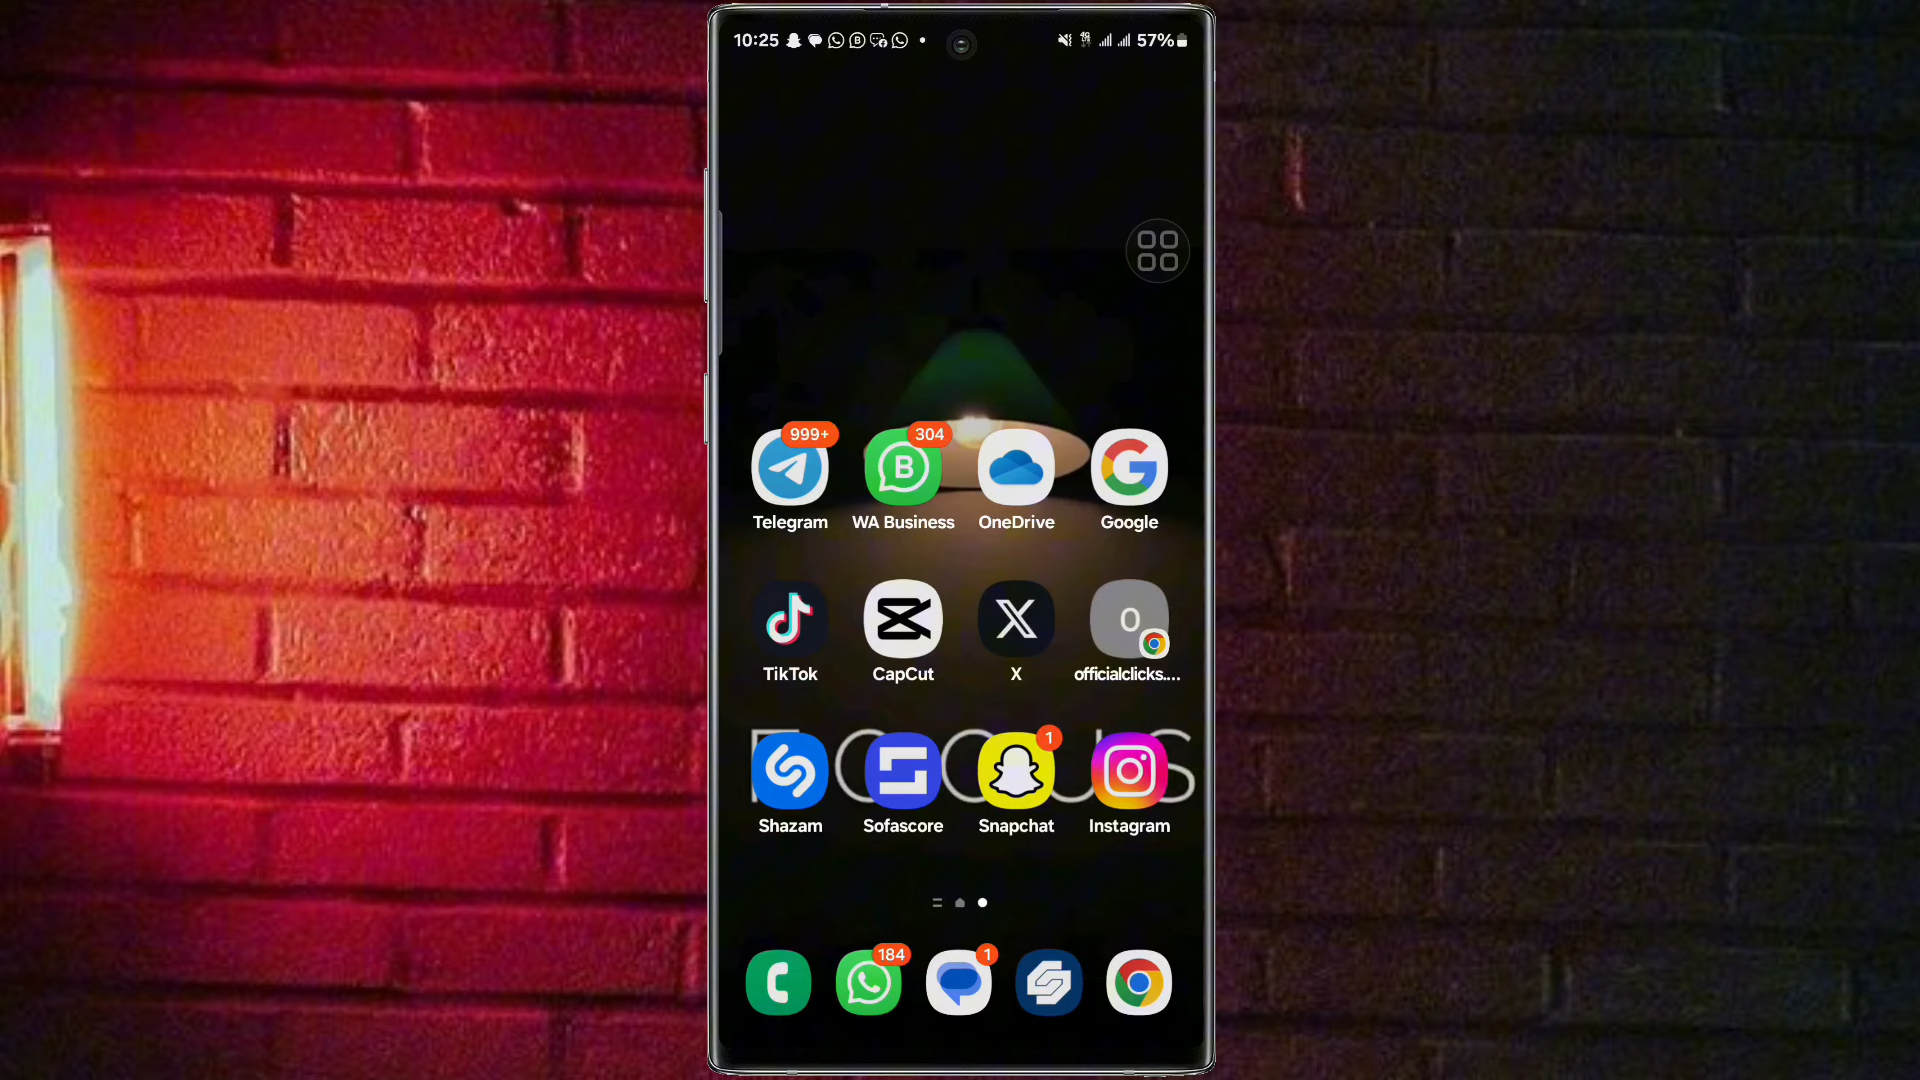 10:25
57%
999+ 304
B
Telegram WA Business OneDrive Google
O
TikTok CapCut X officialclicks....
FOCUS
1
Shazam Sofascore Snapchat Instagram
184 1